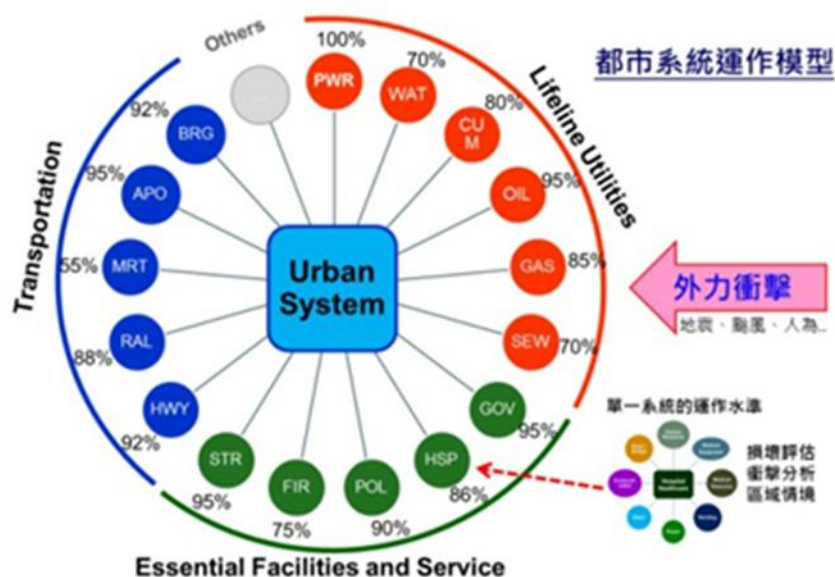 都市系統運作模型
Others
100%
PWR
70%
WAT
80%
CU
M
Lifeline Utilities
95%
OIL
85%
GAS
70%
SEW
92%
BRG
95%
APO
Transportation
55%
MRT
88%
RAL
92%
HWY
Urban
System
外力衝擊
地震、颱風、人為...
GOV
95%
HSP
86%
POL
90%
FIR
75%
STR
95%
Essential Facilities and Service
單一系統的運作水準
Hospital
Healthcare
損壞評估
衝擊分析
區域情境